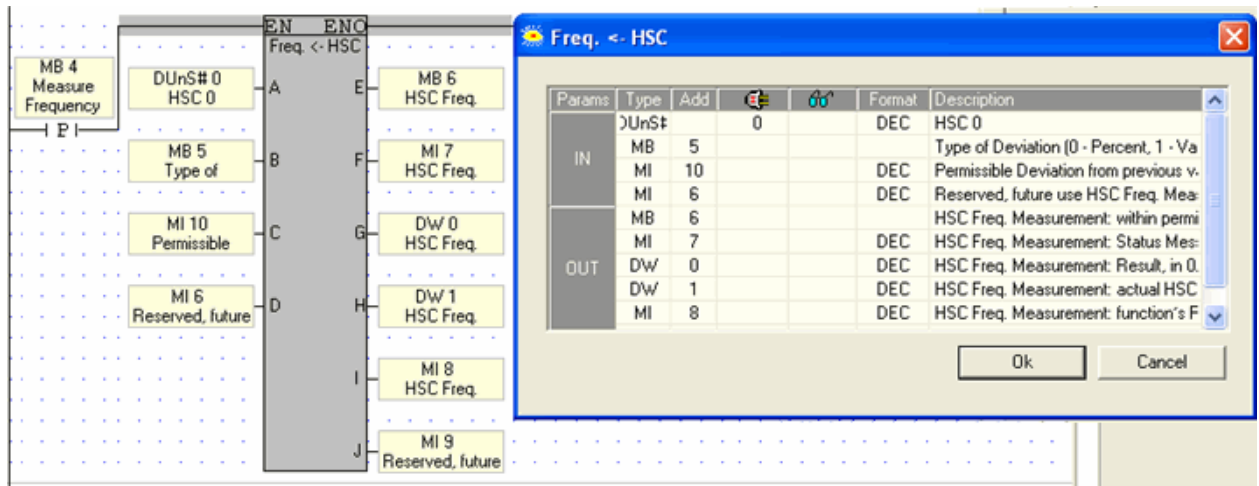 EN ENO
Freq. <- HSC
MB 4
Measure
Frequency
P
DUnS# 0
HSC 0
A
E
MB 6
HSC Freq.
MB 5
Type of
B
F
MI 7
HSC Freq.
MI 10
Permissible
C
G
DW 0
HSC Freq.
MI 6
Reserved, future
D
H
DW 1
HSC Freq.
I
MI 8
HSC Freq.
J
MI 9
Reserved, future
Freq. <- HSC
Params Type Add Format Description
IN
DUnS# 0 DEC HSC 0
MB 5 Type of Deviation (0 - Percent, 1 - Va
MI 10 DEC Permissible Deviation from previous v
MI 6 DEC Reserved, future use HSC Freq. Mea
OUT
MB 6 HSC Freq. Measurement: within permi
MI 7 DEC HSC Freq. Measurement: Status Mes
DW 0 DEC HSC Freq. Measurement: Result, in 0.
DW 1 DEC HSC Freq. Measurement: actual HSC
MI 8 DEC HSC Freq. Measurement: function's F
Ok Cancel